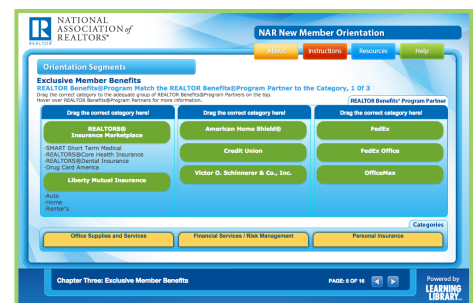 NATIONAL
ASSOCIATION of
REALTORS®
REALTOR
NAR New Member Orientation
About
Instructions
Resources
Help
Orientation Segments
Exclusive Member Benefits
REALTOR Benefits®Program Match the REALTOR Benefits®Program Partner to the Category, 1 Of 3
Drag the correct category to the adequate group of REALTOR Benefits®Program Partners on the top.
Hover over REALTOR Benefits®Program Partners for more information.
REALTOR Benefits® Program Partner
Drag the correct category here!
Drag the correct category here!
Drag the correct category here!
REALTORS®
Insurance Marketplace
-SMART Short Term Medical
-REALTORS®Core Health Insurance
-REALTORS®Dental Insurance
-Drug Card America
Liberty Mutual Insurance
-Auto
-Home
-Renter's
American Home Shield®
Credit Union
Victor O. Schinnerer & Co., Inc.
FedEx
FedEx Office
OfficeMax
Categories
Office Supplies and Services
Financial Services / Risk Management
Personal Insurance
Chapter Three: Exclusive Member Benefits
PAGE: 5 OF 16
Powered by
LEARNING
LIBRARY